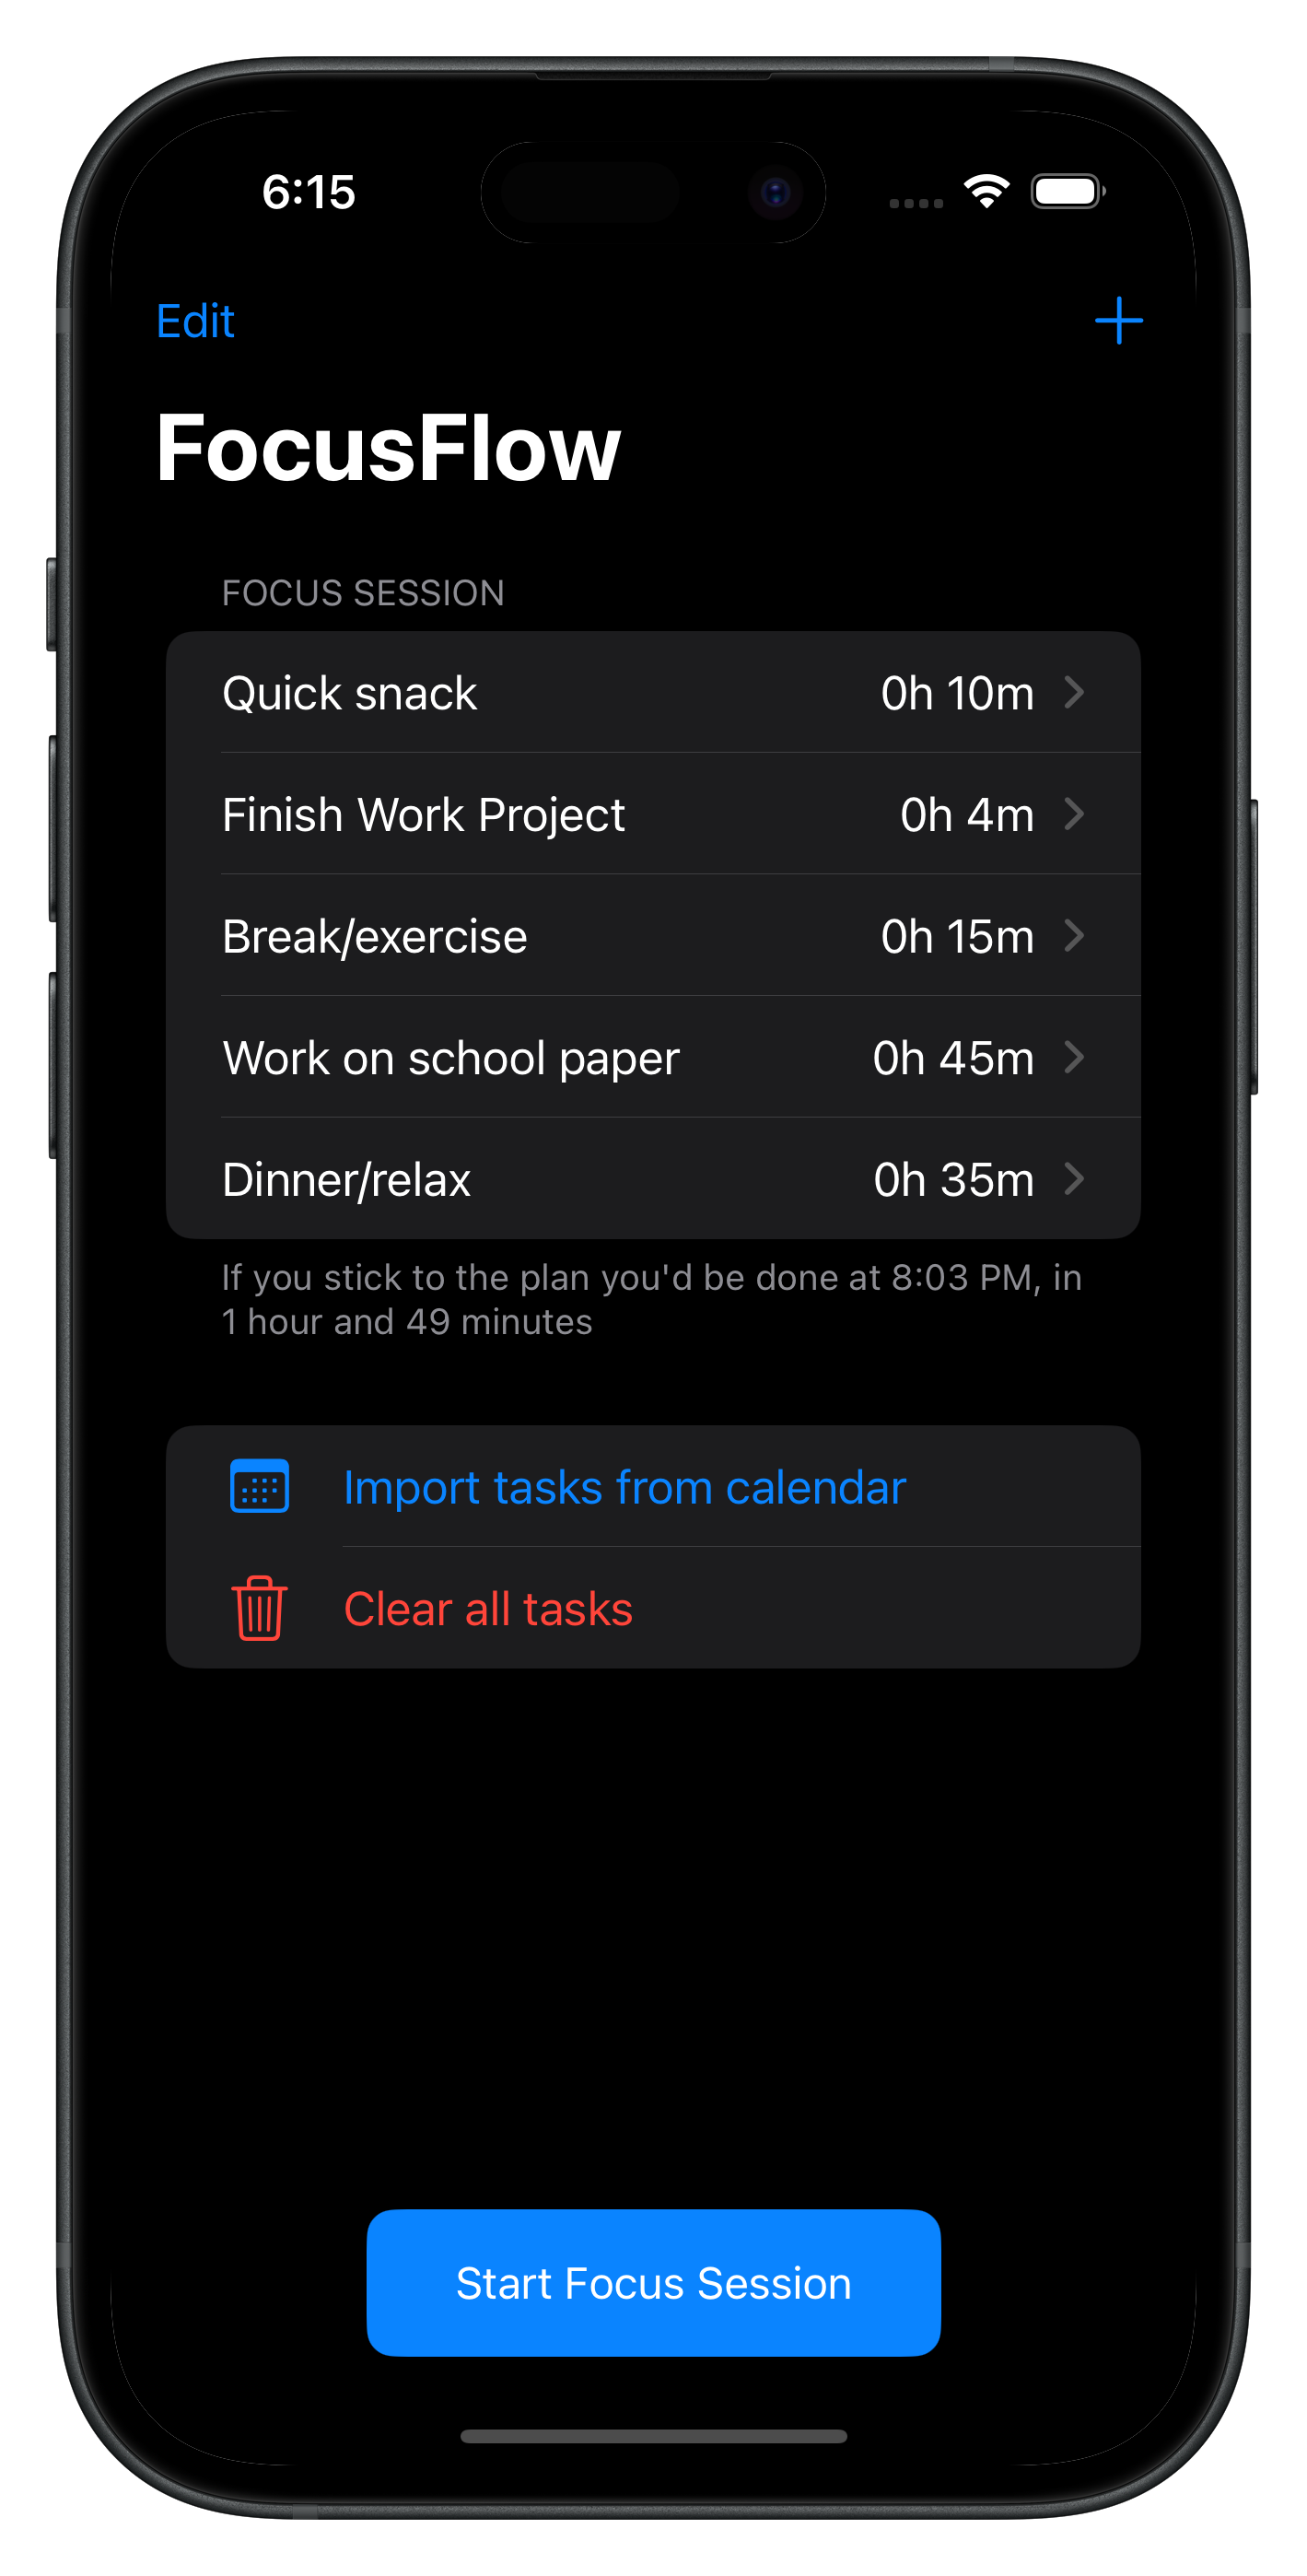 6:15
Edit
FocusFlow
FOCUS SESSION
Quick snack 0h 10m
Finish Work Project 0h 4m
Break/exercise 0h 15m
Work on school paper 0h 45m
Dinner/relax 0h 35m
If you stick to the plan you'd be done at 8:03 PM, in
1 hour and 49 minutes
Import tasks from calendar
Clear all tasks
Start Focus Session